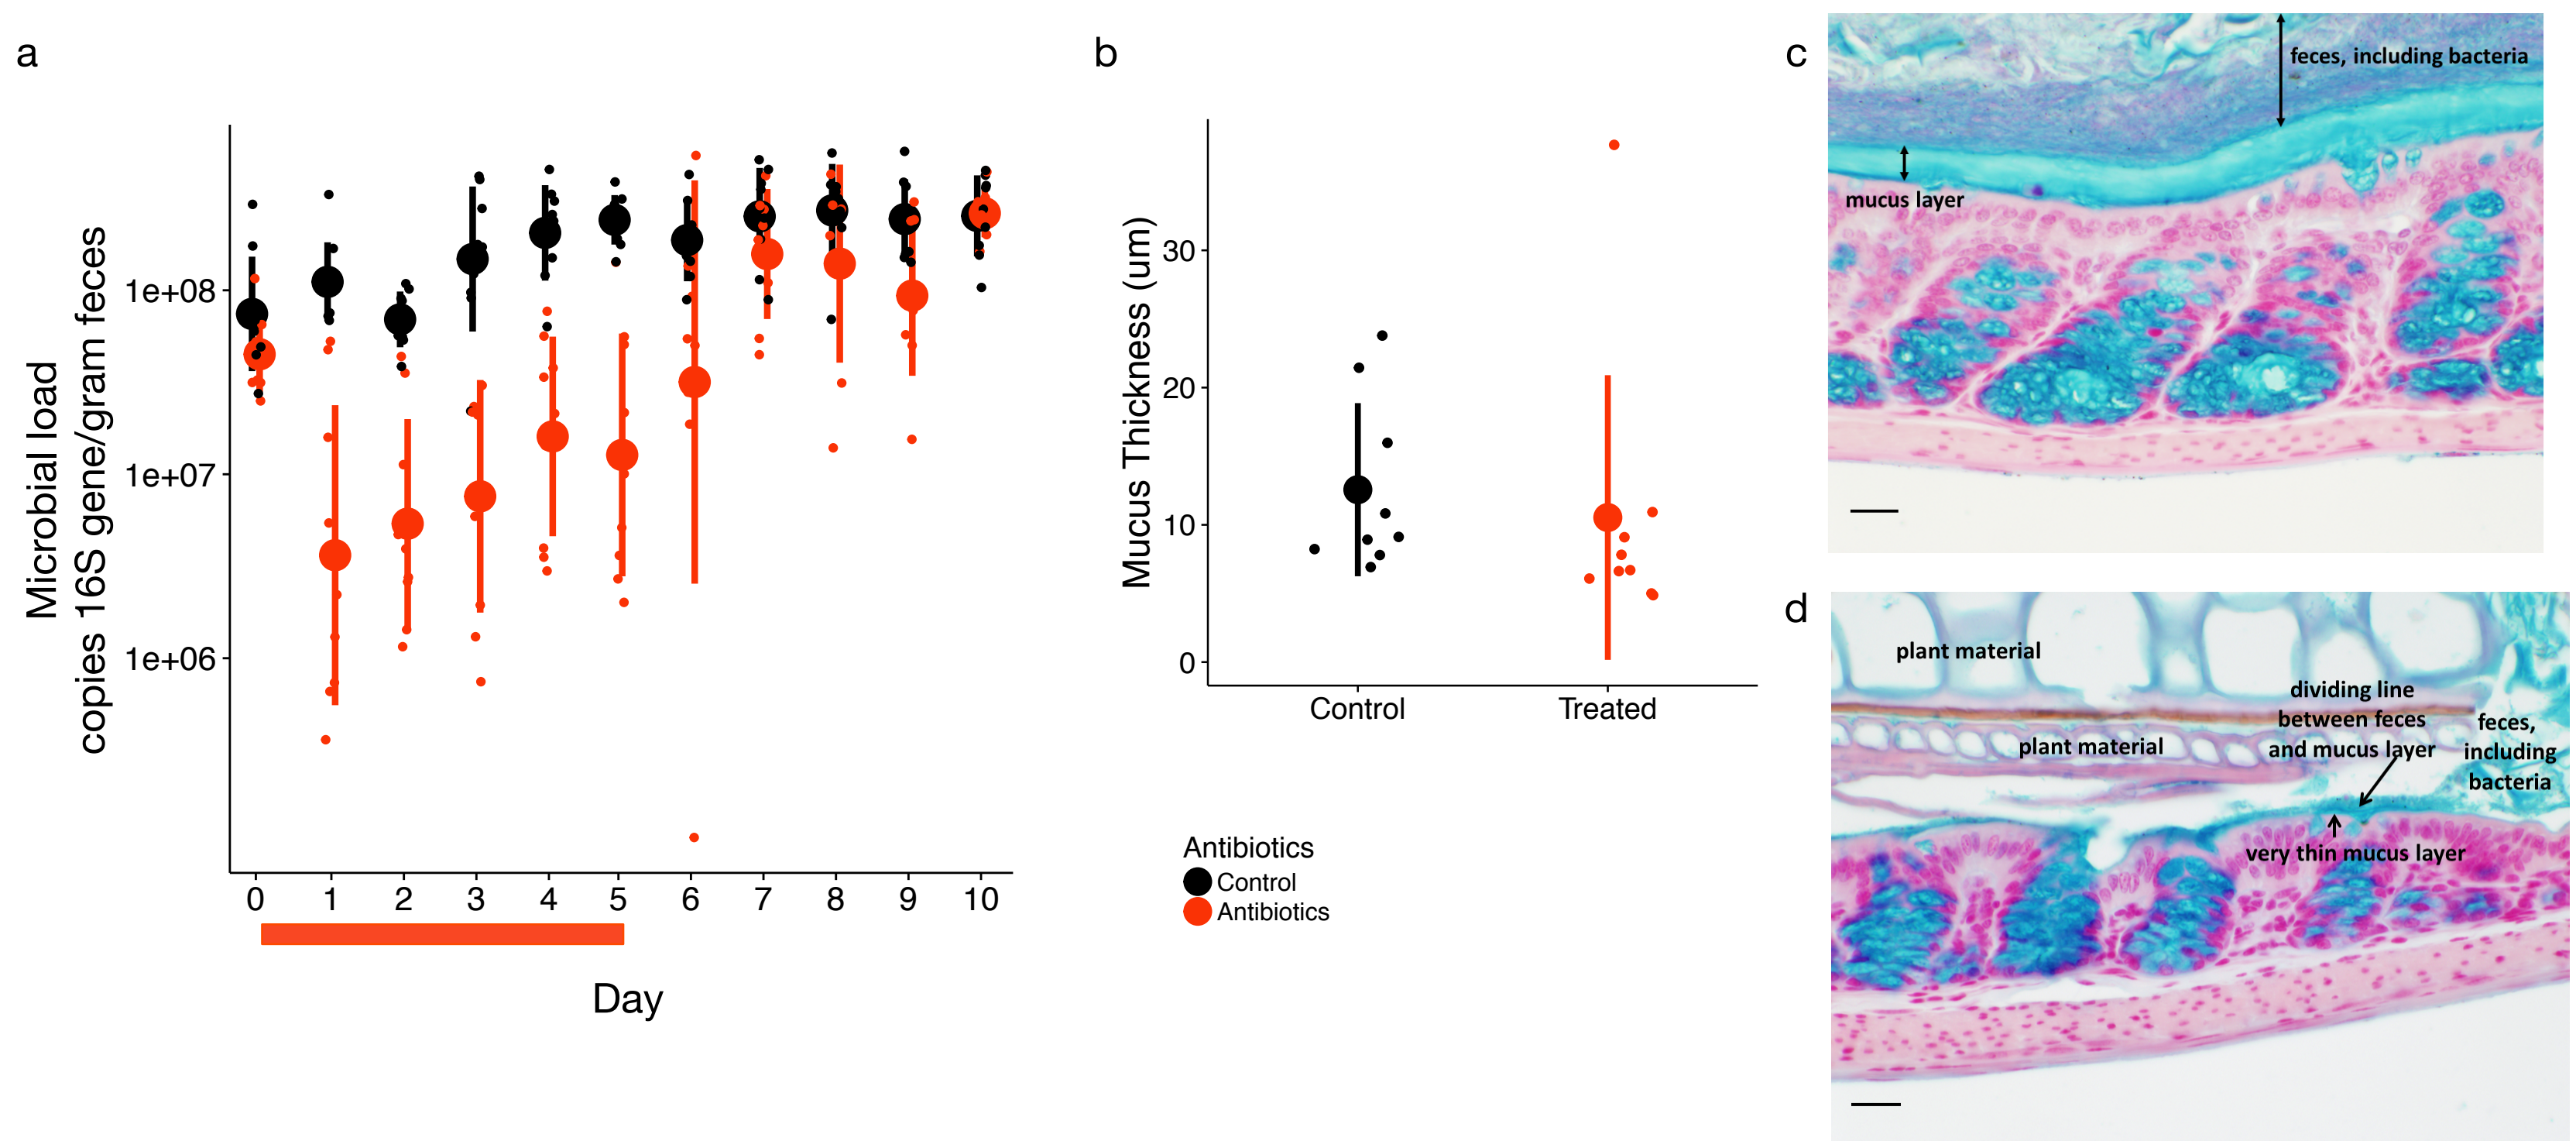 a
Microbial load
copies 16S gene/gram feces
1e+08
1e+07
1e+06
0 1 2 3 4 5 6 7 8 9 10
Day
b
Mucus Thickness (um)
30
20
10
0
Control Treated
Antibiotics
Control
Antibiotics
c
feces, including bacteria
mucus layer
d
plant material
dividing line
between feces
and mucus layer
feces,
including
bacteria
plant material
very thin mucus layer